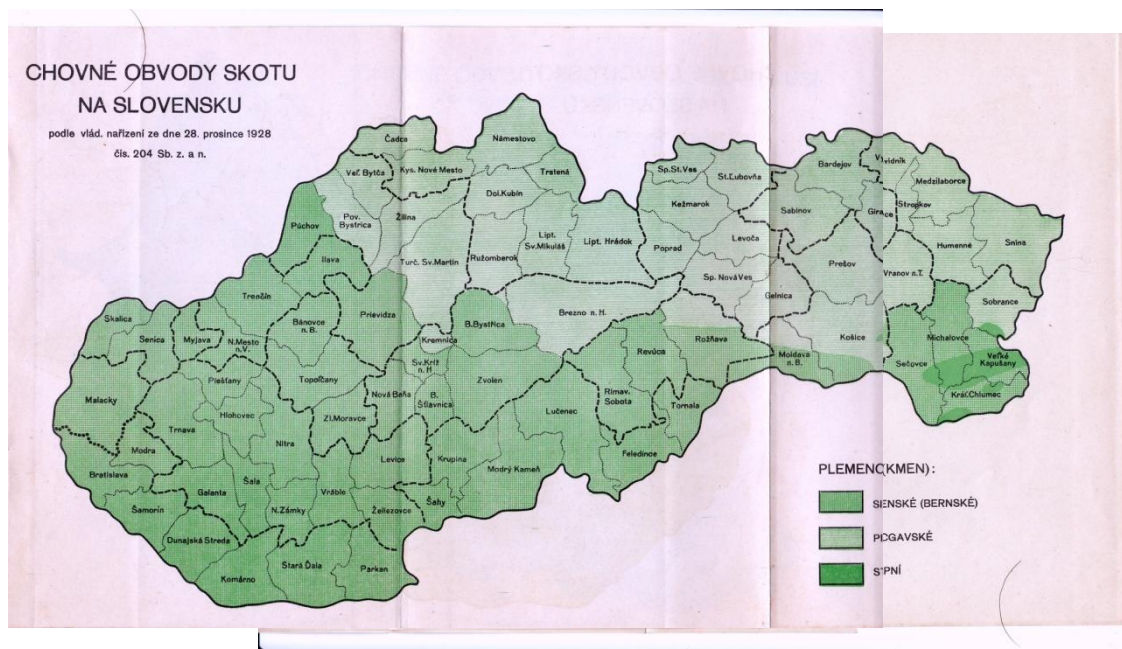 CHOVNÉ OBVODY SKOTU
NA SLOVENSKU
podle vlád. nařízení ze dne 28. prosince 1928
čís. 204 Sb. z. a n.
Čadca
Námestovo
Veľ. Bytča
Kys. Nové Mesto
Trstená
Sp. St. Ves
St. Ľubovňa
Bardejov
Medzilaborce
Dol. Kubín
Kežmarok
Sabinov
Stropkov
Pov.
Bystrica
Žilina
Púchov
Lipt.
Sv. Mikuláš
Lipt. Hrádok
Poprad
Levoča
Humenné
Snina
Ilava
Turč. Sv. Martin
Ružomberok
Prešov
Vranov n. T.
Sp. Nová Ves
Gelnica
Sobrance
Trenčín
Prievidza
Brezno n. H.
Skalica
Senica
Myjava
N. Mesto
n. V.
Bánovce
n. B.
Kremnica
B. Bystrica
Revúca
Rožňava
Košice
Michalovce
Moldava
n. B.
Sečovce
Veľké
Kapušany
Piešťany
Topoľčany
Sv. Kríž
n. H
Zvolen
Malacky
Hlohovec
Nová Baňa
B.
Štiavnica
Rimav.
Sobota
Tornaľa
Kráľ. Chlumec
Trnava
Zl. Moravce
Lučenec
Modra
Nitra
Levice
Krupina
Feledince
Bratislava
Galanta
Šaľa
Modrý Kameň
Vráble
Šahy
Šamorín
N. Zámky
Želiezovce
Dunajská Streda
Komárno
Stará Ďala
Parkan
PLEMENO(KMEN):
SIENSKÉ (BERNSKÉ)
PINGAVSKÉ